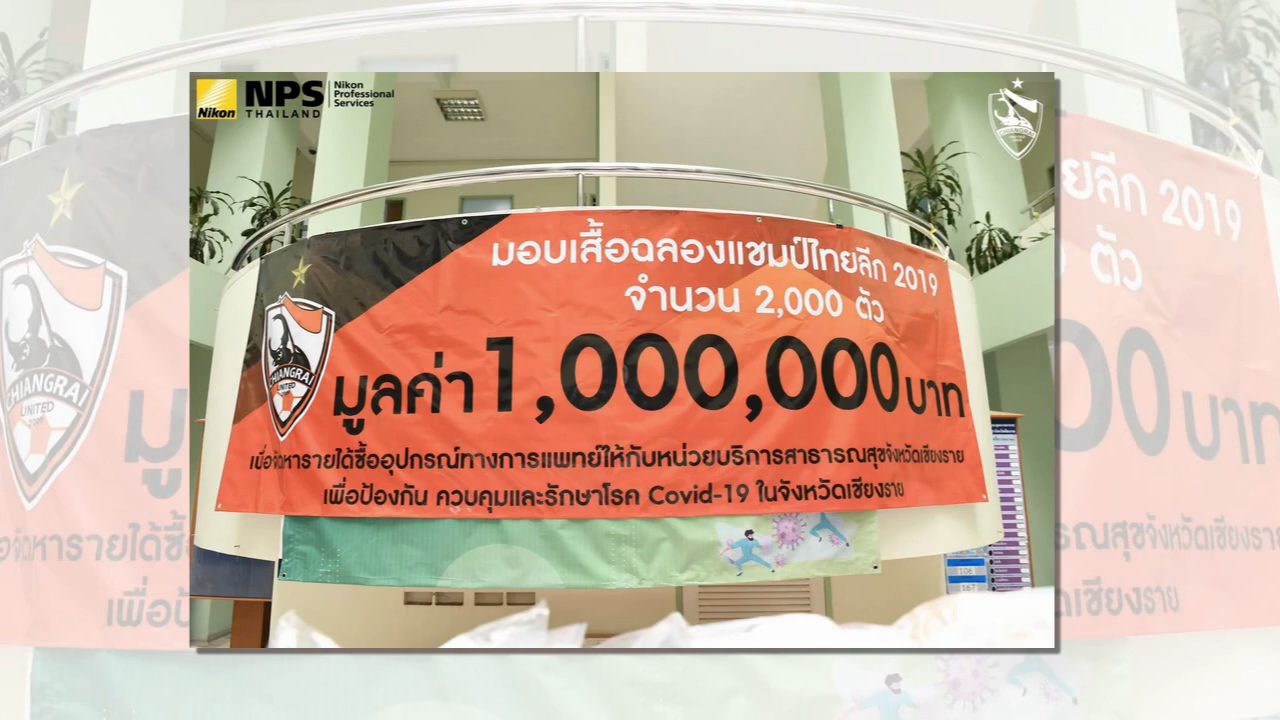 Nikon
NPS
THAILAND
Nikon
Professional
Services
CHIANGRAI
มอบเสื้อฉลองแชมป์ไทยลีก 2019
จำนวน 2,000 ตัว
CHIANGRAI
UNITED
มูลค่า 1,000,000 บาท
เพื่อจัดหารายได้ซื้ออุปกรณ์ทางการแพทย์ให้กับหน่วยบริการสาธารณสุขจังหวัดเชียงราย
เพื่อป้องกัน ควบคุมและรักษาโรค Covid-19 ในจังหวัดเชียงราย
106
167